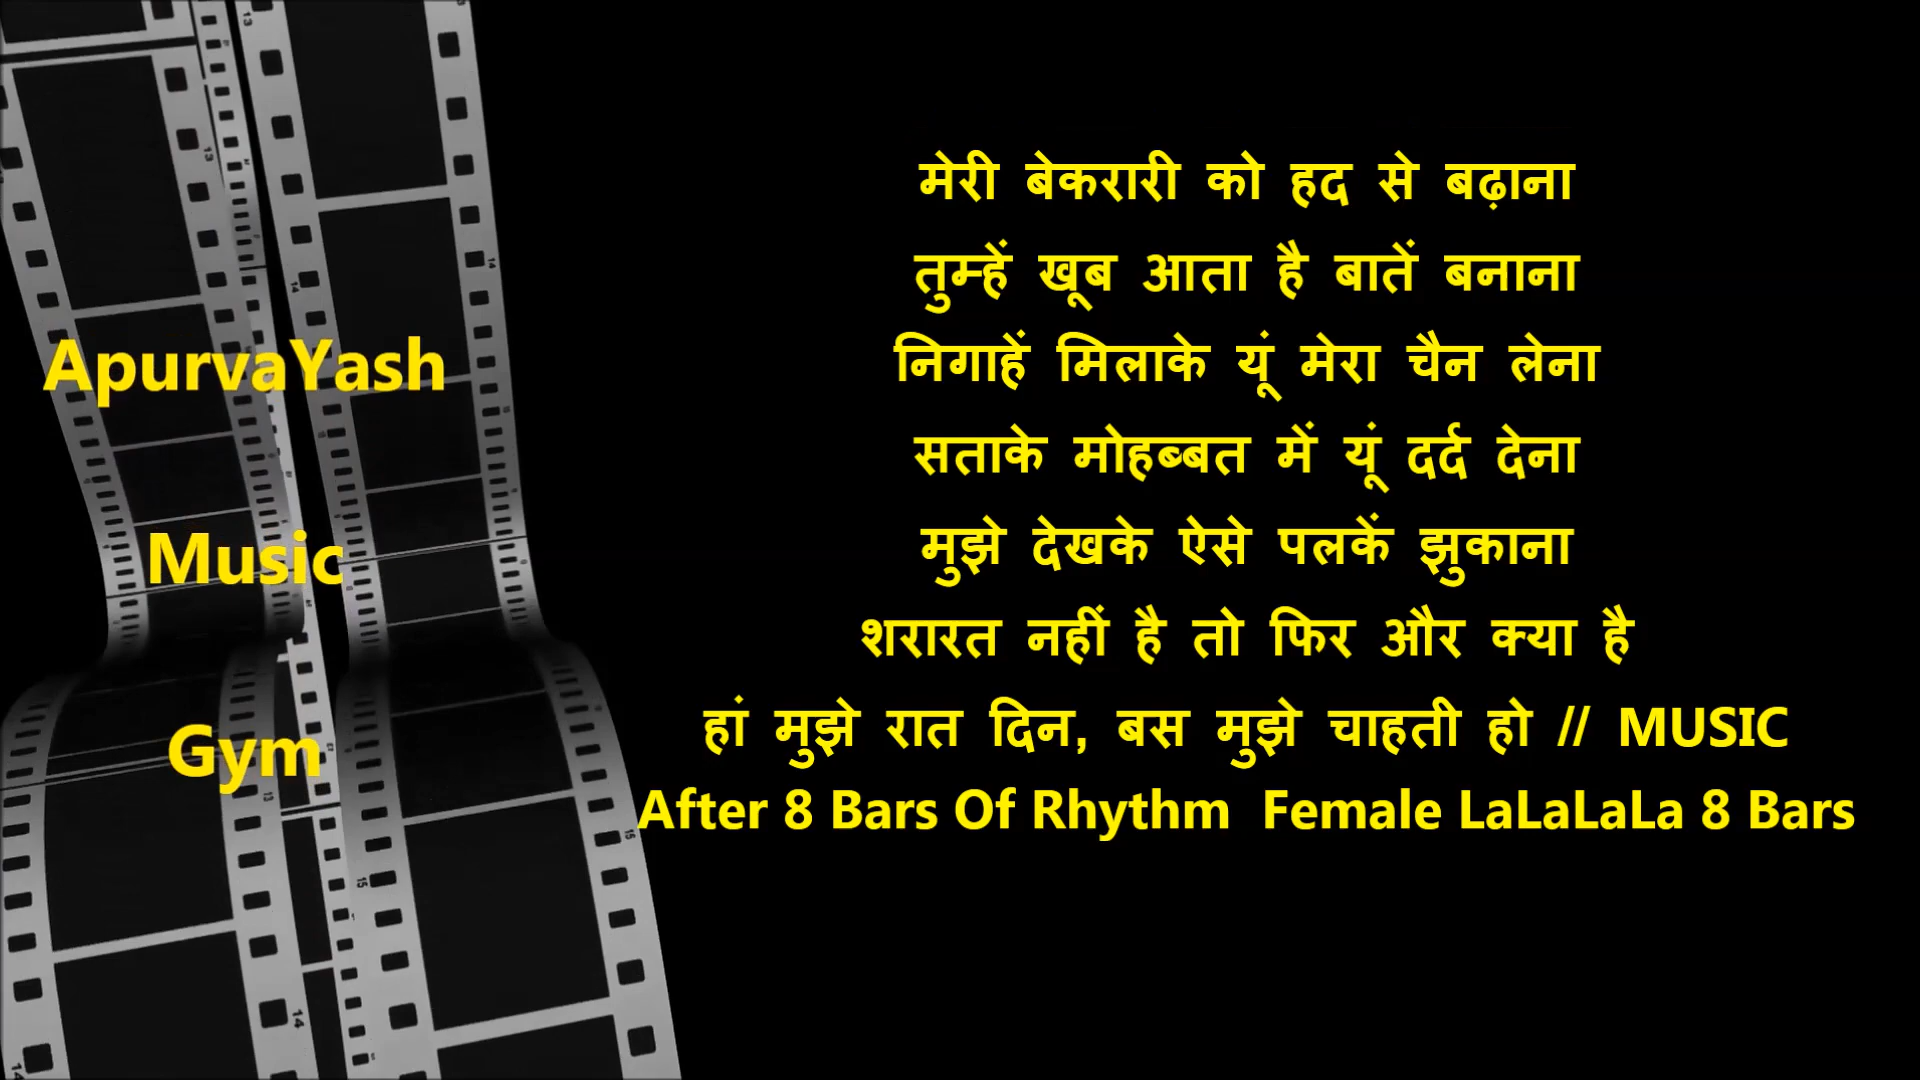 ApurvaYash
Music
Gym
मेरी बेकरारी को हद से बढ़ाना
तुम्हें खूब आता है बातें बनाना
निगाहें मिलाके यूं मेरा चैन लेना
सताके मोहब्बत में यूं दर्द देना
मुझे देखके ऐसे पलकें झुकाना
शरारत नहीं है तो फिर और क्या है
हां मुझे रात दिन, बस मुझे चाहती हो // MUSIC
After 8 Bars Of Rhythm  Female LaLaLaLa 8 Bars